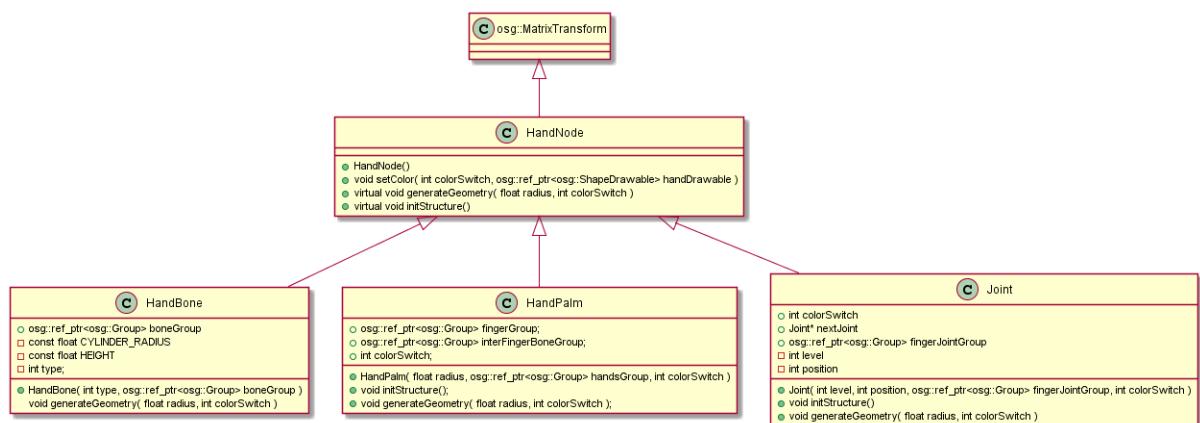 C osg::MatrixTransform
C HandNode
HandNode()
void setColor( int colorSwitch, osg::ref_ptr<osg::ShapeDrawable> handDrawable )
virtual void generateGeometry( float radius, int colorSwitch )
virtual void initStructure()
C HandBone
osg::ref_ptr<osg::Group> boneGroup
const float CYLINDER_RADIUS
const float HEIGHT
int type;
HandBone( int type, osg::ref_ptr<osg::Group> boneGroup )
void generateGeometry( float radius, int colorSwitch )
C HandPalm
osg::ref_ptr<osg::Group> fingerGroup;
osg::ref_ptr<osg::Group> interFingerBoneGroup;
int colorSwitch;
HandPalm( float radius, osg::ref_ptr<osg::Group> handsGroup, int colorSwitch )
void initStructure();
void generateGeometry( float radius, int colorSwitch );
C Joint
int colorSwitch
Joint* nextJoint
osg::ref_ptr<osg::Group> fingerJointGroup
int level
int position
Joint( int level, int position, osg::ref_ptr<osg::Group> fingerJointGroup, int colorSwitch )
void initStructure()
void generateGeometry( float radius, int colorSwitch )